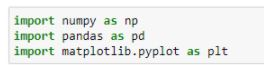 import numpy as np
import pandas as pd
import matplotlib.pyplot as plt